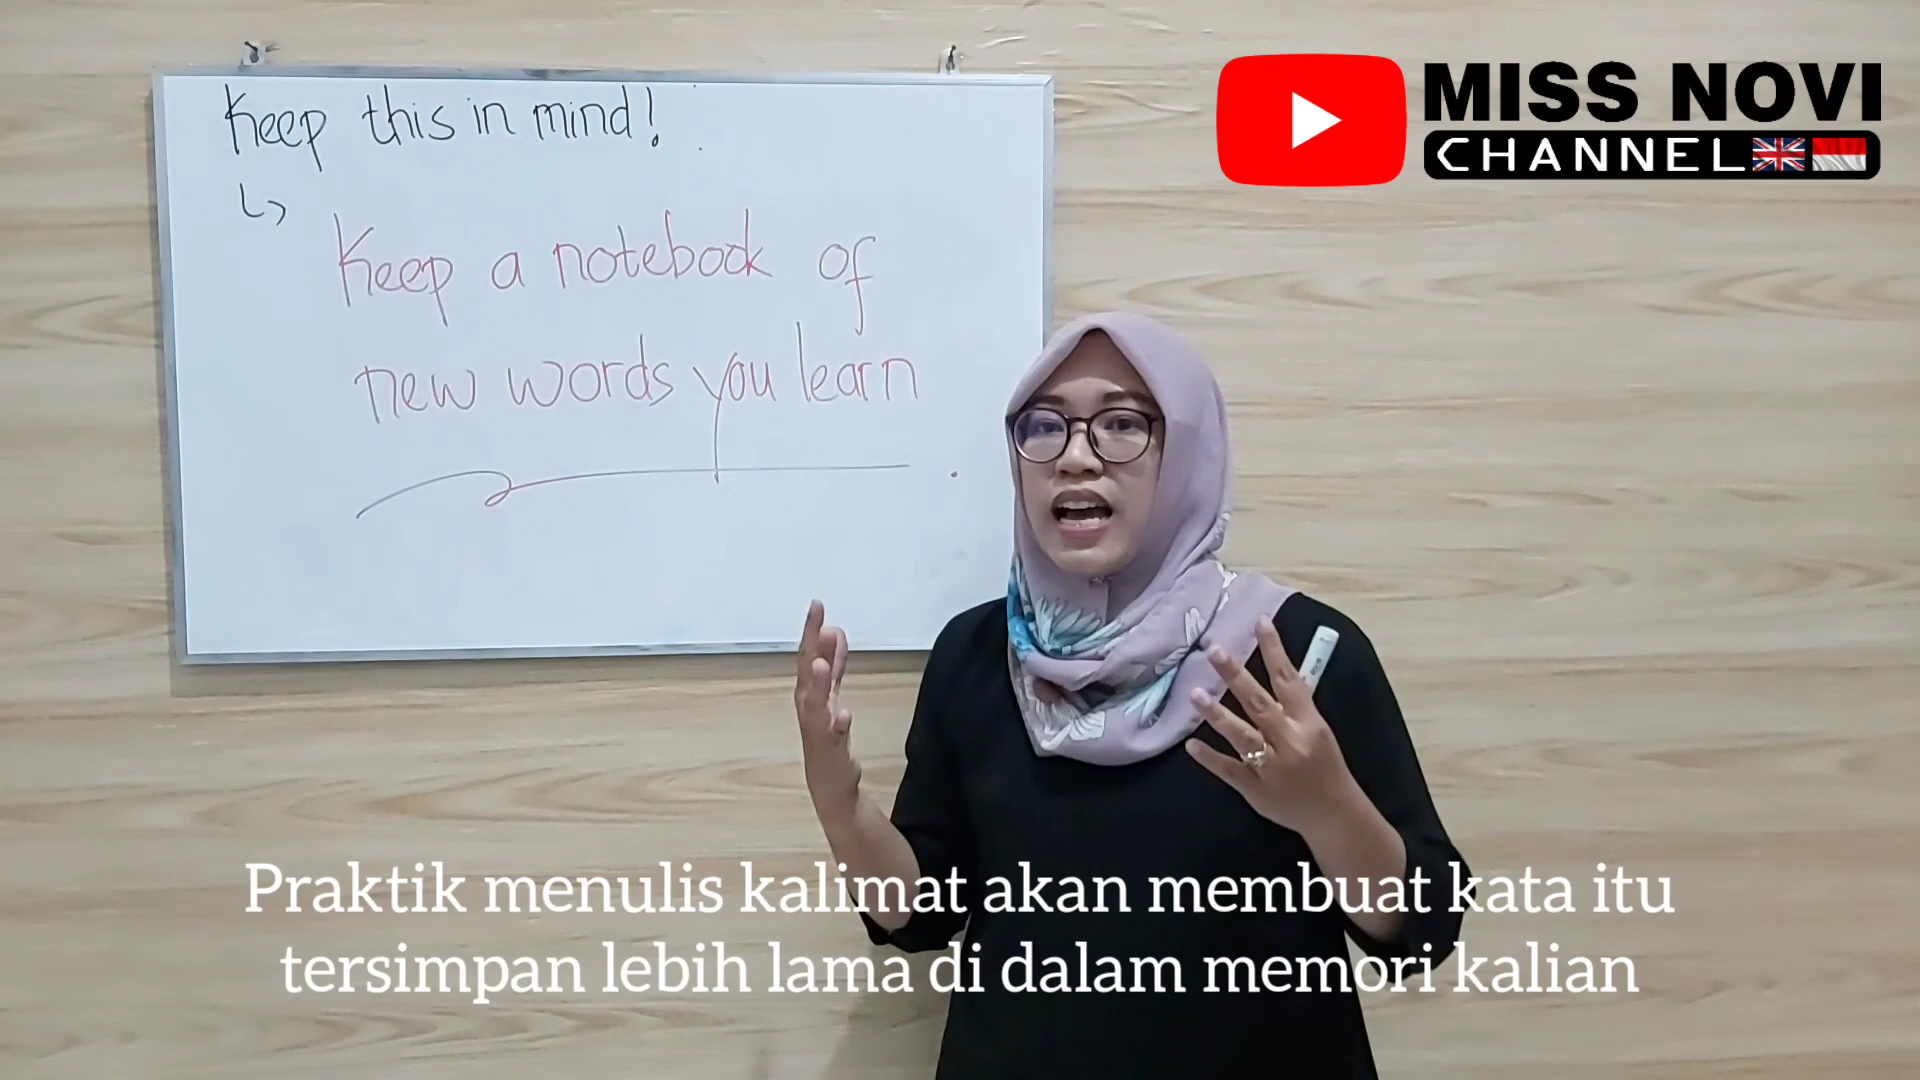 Keep this in mind!
Keep a notebook of
new words you learn
MISS NOVI
CHANNEL
Praktik menulis kalimat akan membuat kata itu
tersimpan lebih lama di dalam memori kalian